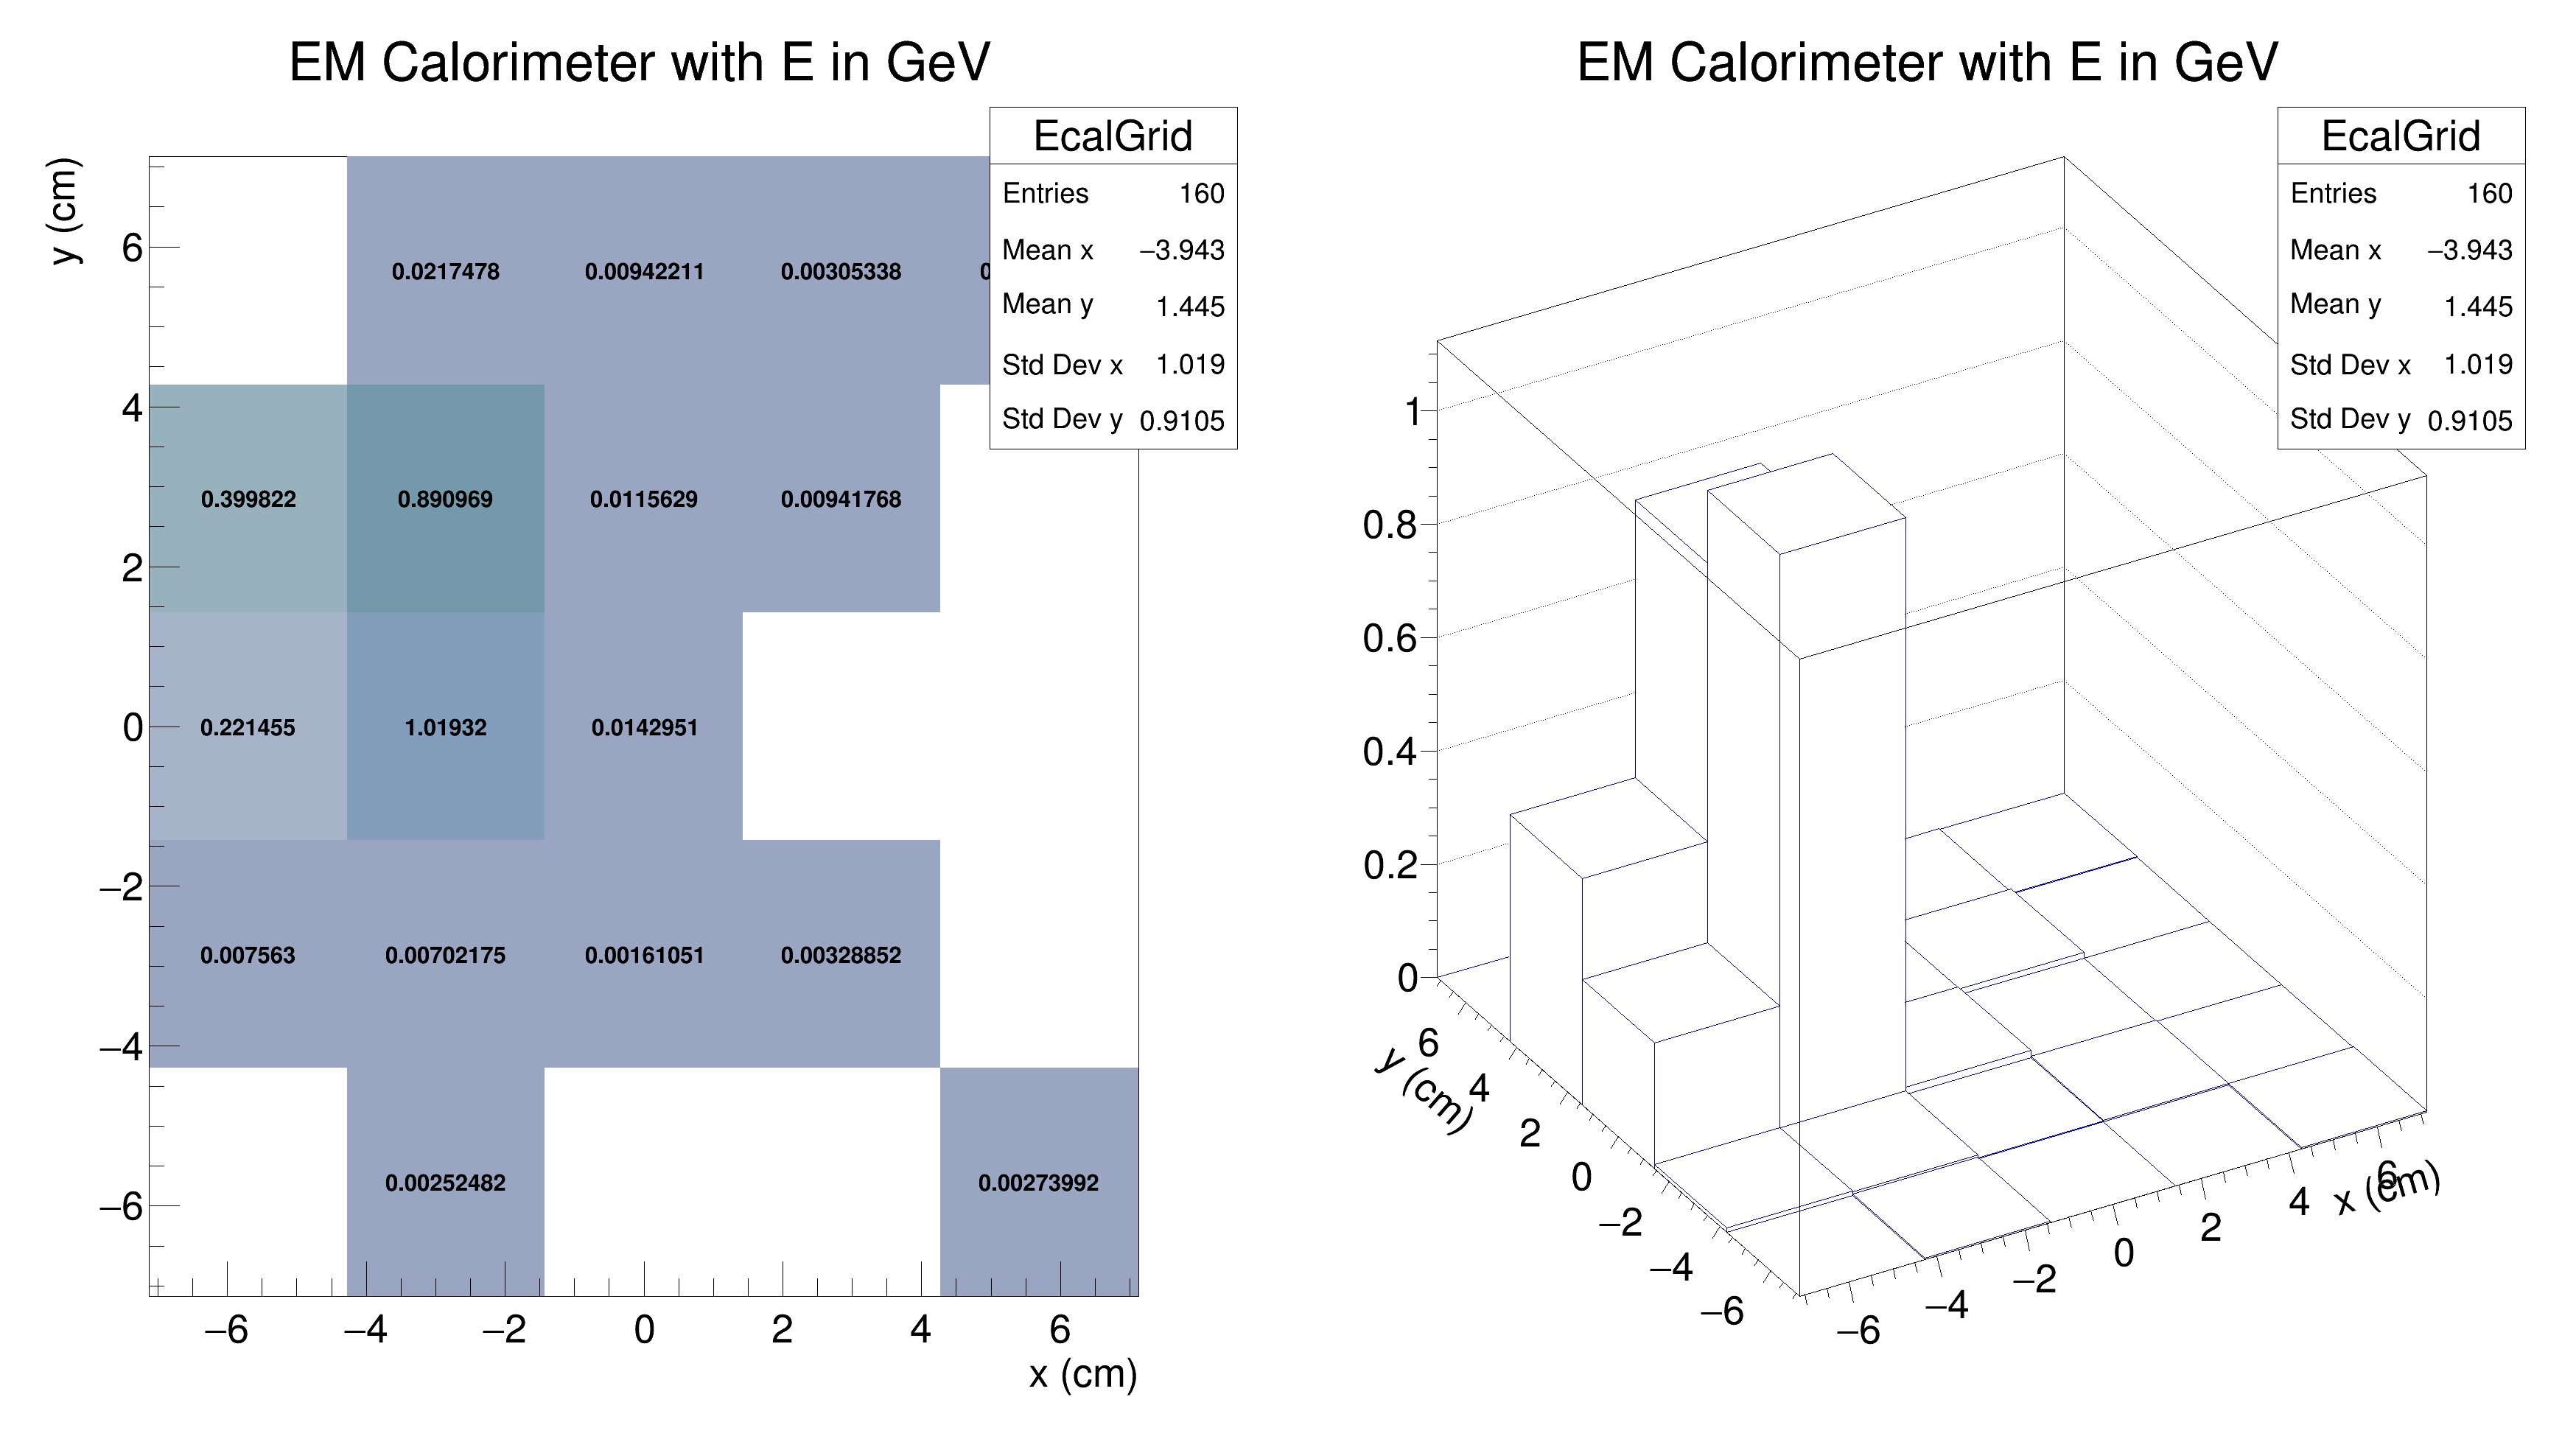 EM Calorimeter with E in GeV
EcalGrid
Entries 160
Mean x −3.943
Mean y 1.445
Std Dev x 1.019
Std Dev y 0.9105
y (cm)
6
4
2
0
−2
−4
−6
0.0217478 0.00942211 0.00305338 0
0.399822 0.890969 0.0115629 0.00941768
0.221455 1.01932 0.0142951
0.007563 0.00702175 0.00161051 0.00328852
0.00252482 0.00273992
−6 −4 −2 0 2 4 6
x (cm)
EM Calorimeter with E in GeV
EcalGrid
Entries 160
Mean x −3.943
Mean y 1.445
Std Dev x 1.019
Std Dev y 0.9105
1
0.8
0.6
0.4
0.2
0
6
4
2
0
−2
−4
−6
y (cm)
−6 −4 −2 0 2 4 6
x (cm)